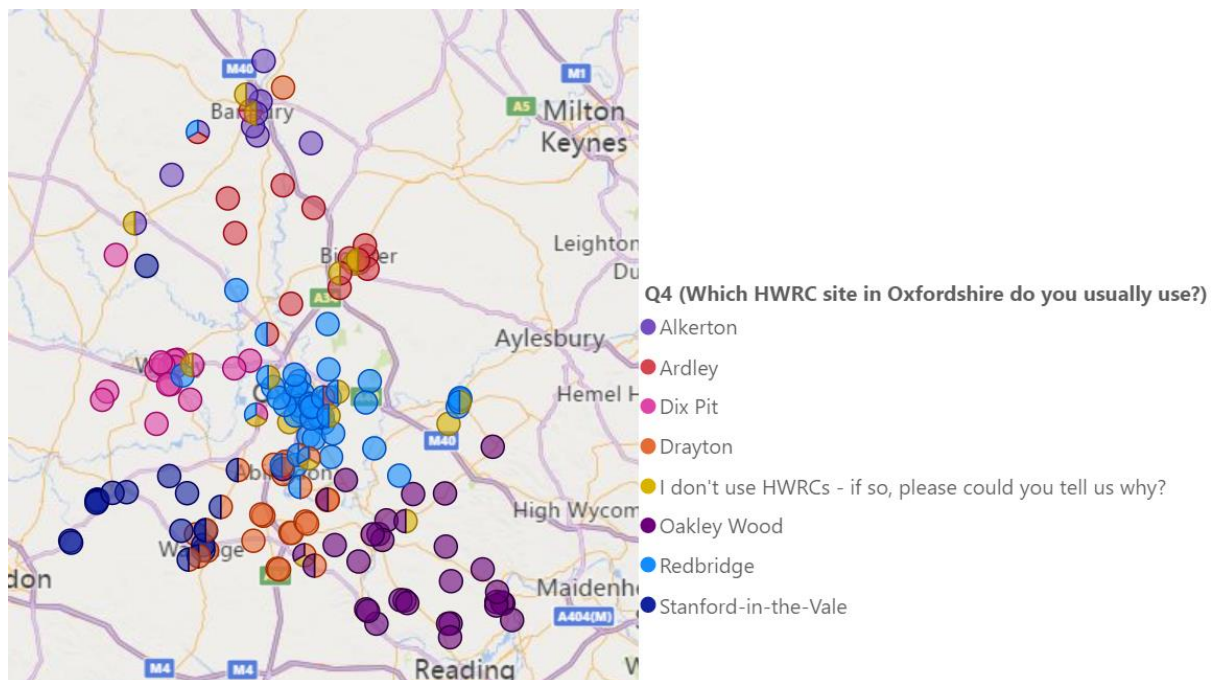 M40
M1
A5
Milton
Keynes
Leighton
Du
Aylesbury
Hemel H
M40
High Wycom
don
Maidenh
A404(M)
Reading
W
M4
M4
Q4 (Which HWRC site in Oxfordshire do you usually use?)
Alkerton
Ardley
Dix Pit
Drayton
I don't use HWRCs - if so, please could you tell us why?
Oakley Wood
Redbridge
Stanford-in-the-Vale